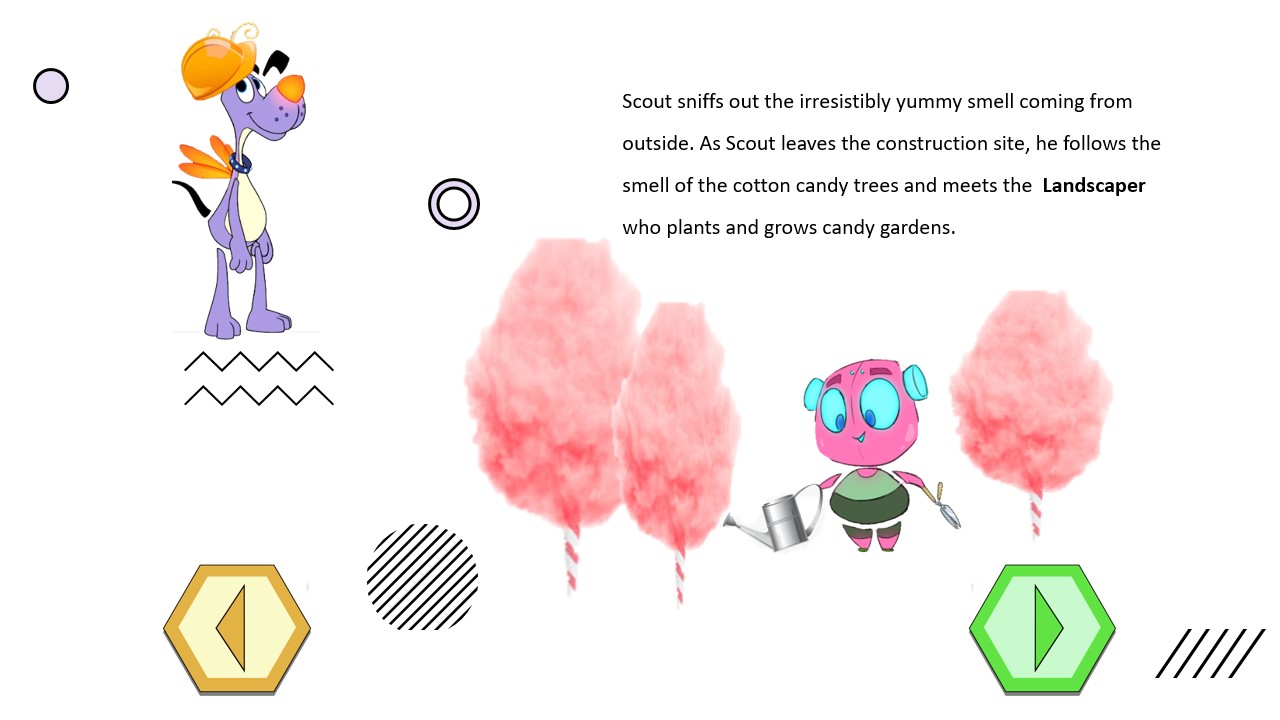 Scout sniffs out the irresistibly yummy smell coming from
outside. As Scout leaves the construction site, he follows the
smell of the cotton candy trees and meets the Landscaper
who plants and grows candy gardens.